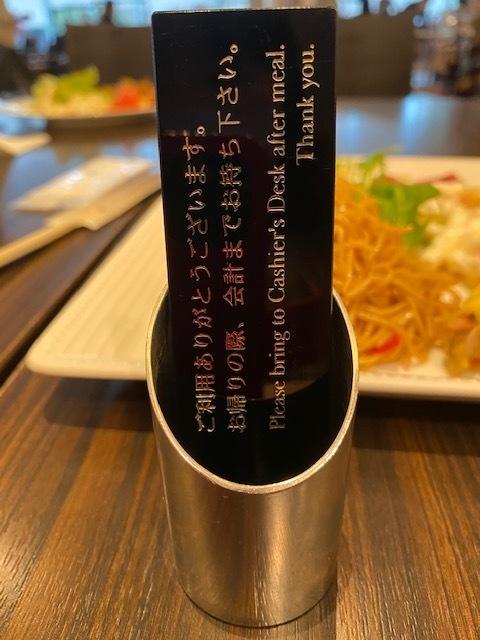 ご利用ありがとうございます。
お帰りの際、会計までお持ち下さい。
Please bring to Cashier's Desk after meal.
Thank you.